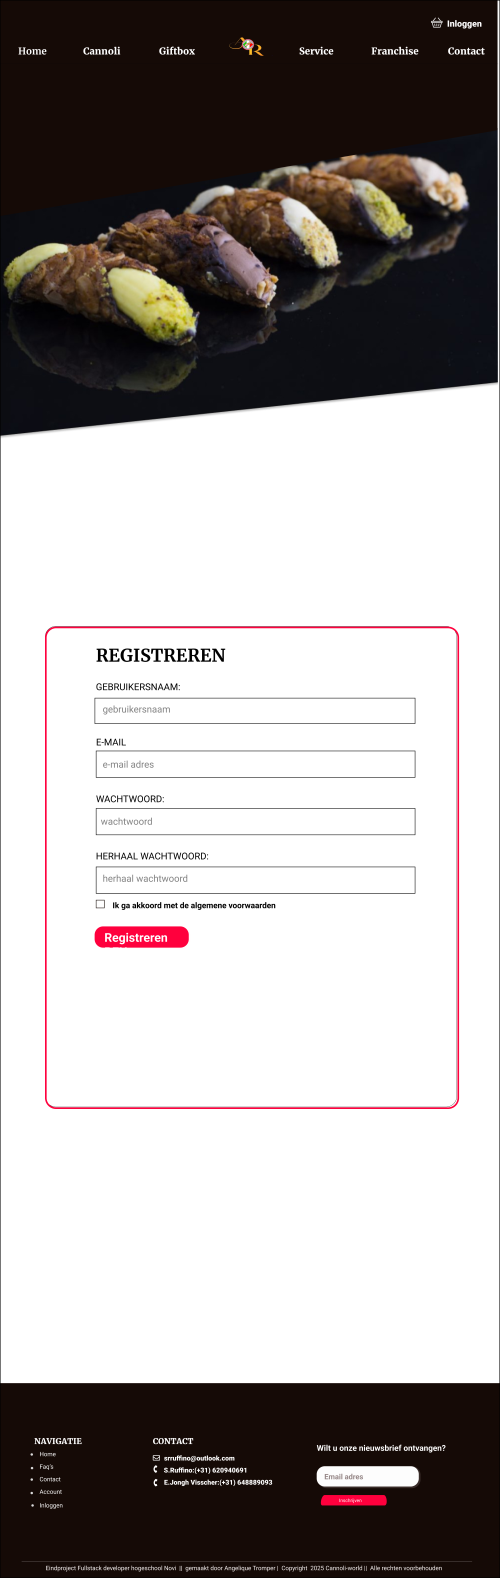 Inloggen
Home Cannoli Giftbox R Service Franchise Contact
REGISTREREN
GEBRUIKERSNAAM:
gebruikersnaam
E-MAIL
e-mail adres
WACHTWOORD:
wachtwoord
HERHAAL WACHTWOORD:
herhaal wachtwoord
Ik ga akkoord met de algemene voorwaarden
Registreren
NAVIGATIE
Home
Faq's
Contact
Account
Inloggen
CONTACT
srruffino@outlook.com
S.Ruffino:(+31) 620940691
E.Jongh Visscher:(+31) 648889093
Wilt u onze nieuwsbrief ontvangen?
Email adres
Inschrijven
Eindproject Fullstack developer hogeschool Novi || gemaakt door Angelique Tromper | Copyright 2025 Cannoli-world || Alle rechten voorbehouden